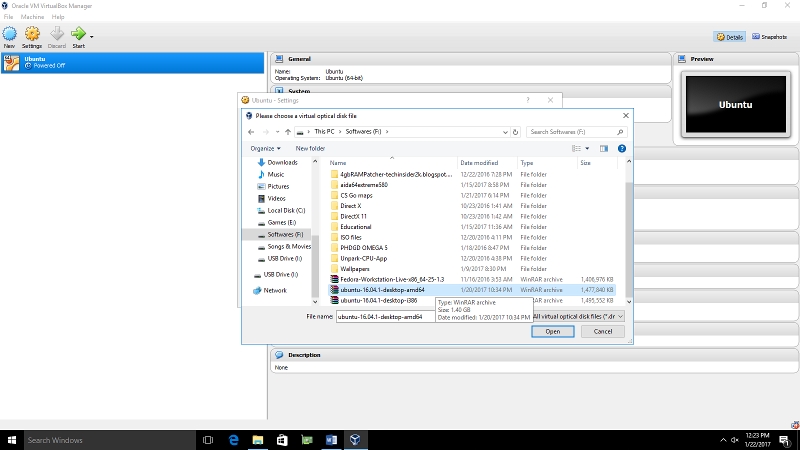 Oracle VM VirtualBox Manager
File Machine Help
New Settings Discard Start
Details Snapshots
Ubuntu
Powered Off
General
Name: Ubuntu
Operating System: Ubuntu (64-bit)
System
Preview
Ubuntu
Ubuntu - Settings
Please choose a virtual optical disk file
This PC > Softwares (F:) >
Search Softwares (F:)
Organize New folder
Name Date modified Type Size
Downloads
Music
Pictures
Videos
Local Disk (C:)
Games (E:)
Softwares (F:)
Songs & Movies
USB Drive (I:)
USB Drive (I:)
Network
4gbRAMPatcher-techinsider2k.blogspot.... 12/22/2016 7:28 PM File folder
aida64extreme580 1/15/2017 8:58 PM File folder
CS Go maps 1/21/2017 6:14 PM File folder
Direct X 10/23/2016 1:41 AM File folder
DirectX 11 10/23/2016 1:42 AM File folder
Educational 1/15/2017 11:36 AM File folder
ISO files 12/20/2016 4:11 PM File folder
PHDGD OMEGA 5 1/18/2016 8:47 PM File folder
Unpark-CPU-App 12/20/2016 4:38 PM File folder
Wallpapers 1/9/2017 8:30 PM File folder
Fedora-Workstation-Live-x86_64-25-1.3 11/16/2016 3:53 AM WinRAR archive 1,406,976 KB
ubuntu-16.04.1-desktop-amd64 1/20/2017 10:34 PM WinRAR archive 1,477,840 KB
ubuntu-16.04.1-desktop-i386 WinRAR archive 1,495,552 KB
Type: WinRAR archive
Size: 1.40 GB
Date modified: 1/20/2017 10:34 PM
File name: ubuntu-16.04.1-desktop-amd64
All virtual optical disk files (*.dr
Open Cancel
Description
None
Search Windows
12:23 PM
1/22/2017